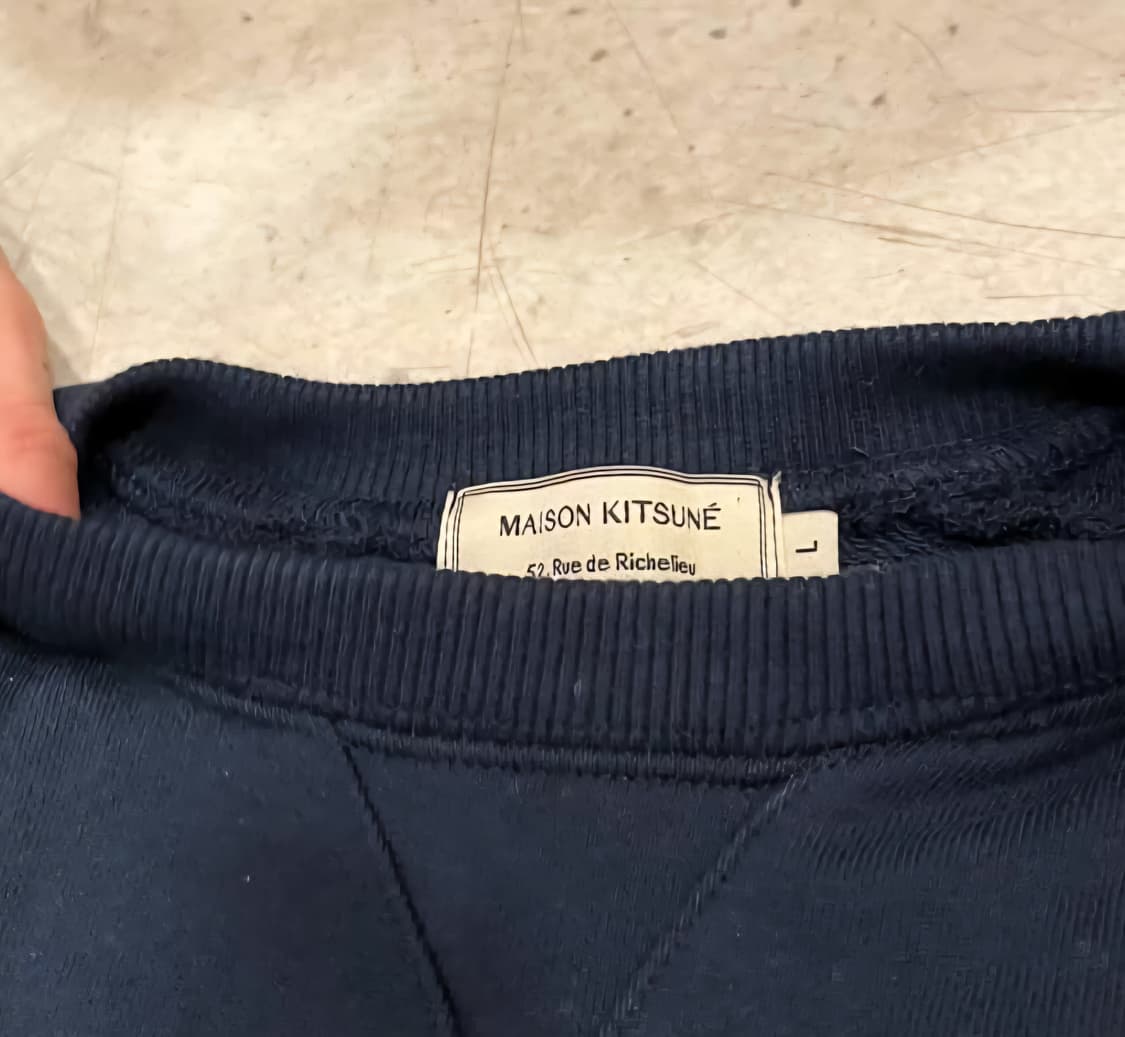 MAISON KITSUNÉ
52, Rue de Richelieu
L